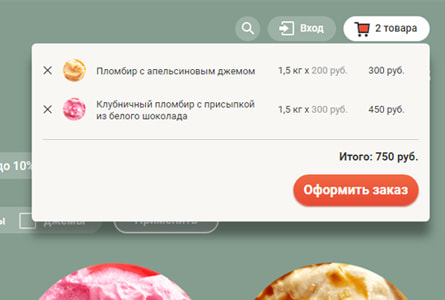 Вход
2 товара
Пломбир с апельсиновым джемом 1,5 кг х 200 руб. 300 руб.
Клубничный пломбир с присыпкой
из белого шоколада 1,5 кг х 300 руб. 450 руб.
Итого: 750 руб.
до 10%
Оформить заказ
джемы